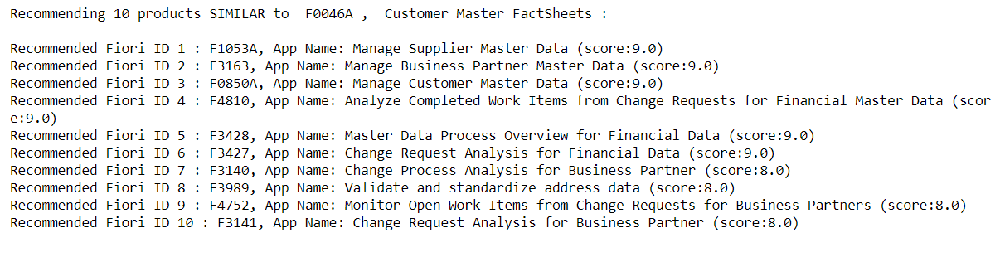 Recommending 10 products SIMILAR to  F0046A ,  Customer Master FactSheets :
-------------------------------------------------------
Recommended Fiori ID 1 : F1053A, App Name: Manage Supplier Master Data (score:9.0)
Recommended Fiori ID 2 : F3163, App Name: Manage Business Partner Master Data (score:9.0)
Recommended Fiori ID 3 : F0850A, App Name: Manage Customer Master Data (score:9.0)
Recommended Fiori ID 4 : F4810, App Name: Analyze Completed Work Items from Change Requests for Financial Master Data (scor
e:9.0)
Recommended Fiori ID 5 : F3428, App Name: Master Data Process Overview for Financial Data (score:9.0)
Recommended Fiori ID 6 : F3427, App Name: Change Request Analysis for Financial Data (score:9.0)
Recommended Fiori ID 7 : F3140, App Name: Change Process Analysis for Business Partner (score:8.0)
Recommended Fiori ID 8 : F3989, App Name: Validate and standardize address data (score:8.0)
Recommended Fiori ID 9 : F4752, App Name: Monitor Open Work Items from Change Requests for Business Partners (score:8.0)
Recommended Fiori ID 10 : F3141, App Name: Change Request Analysis for Business Partner (score:8.0)